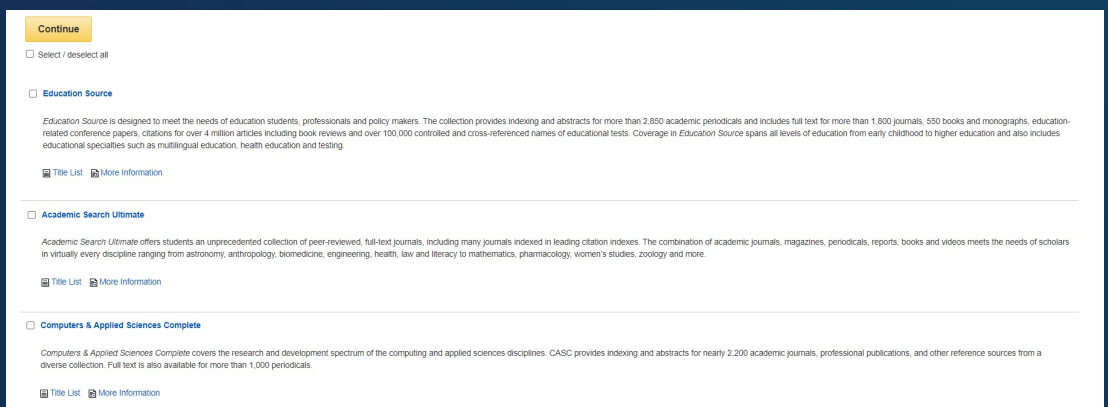 Continue
Select / deselect all
Education Source
Education Source is designed to meet the needs of education students, professionals and policy makers. The collection provides indexing and abstracts for more than 2,850 academic periodicals and includes full text for more than 1,800 journals, 550 books and monographs, education-
related conference papers, citations for over 4 million articles including book reviews and over 100,000 controlled and cross-referenced names of educational tests. Coverage in Education Source spans all levels of education from early childhood to higher education and also includes
educational specialties such as multilingual education, health education and testing.
Title List More Information
Academic Search Ultimate
Academic Search Ultimate offers students an unprecedented collection of peer-reviewed, full-text journals, including many journals indexed in leading citation indexes. The combination of academic journals, magazines, periodicals, reports, books and videos meets the needs of scholars
in virtually every discipline ranging from astronomy, anthropology, biomedicine, engineering, health, law and literacy to mathematics, pharmacology, women's studies, zoology and more.
Title List More Information
Computers & Applied Sciences Complete
Computers & Applied Sciences Complete covers the research and development spectrum of the computing and applied sciences disciplines. CASC provides indexing and abstracts for nearly 2,200 academic journals, professional publications, and other reference sources from a
diverse collection. Full text is also available for more than 1,000 periodicals.
Title List More Information